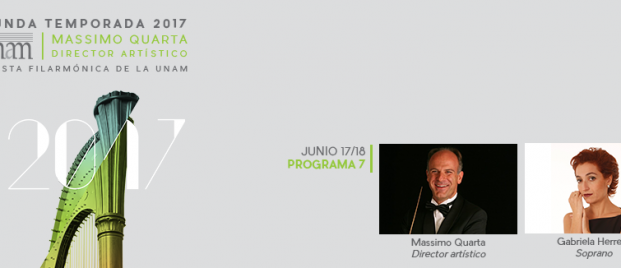 UNDA TEMPORADA 2017
nam
MASSIMO QUARTA
DIRECTOR ARTÍSTICO
ESTA FILARMÓNICA DE LA UNAM
2017
JUNIO 17/18
PROGRAMA 7
Massimo Quarta
Director artístico
Gabriela Herre
Soprano